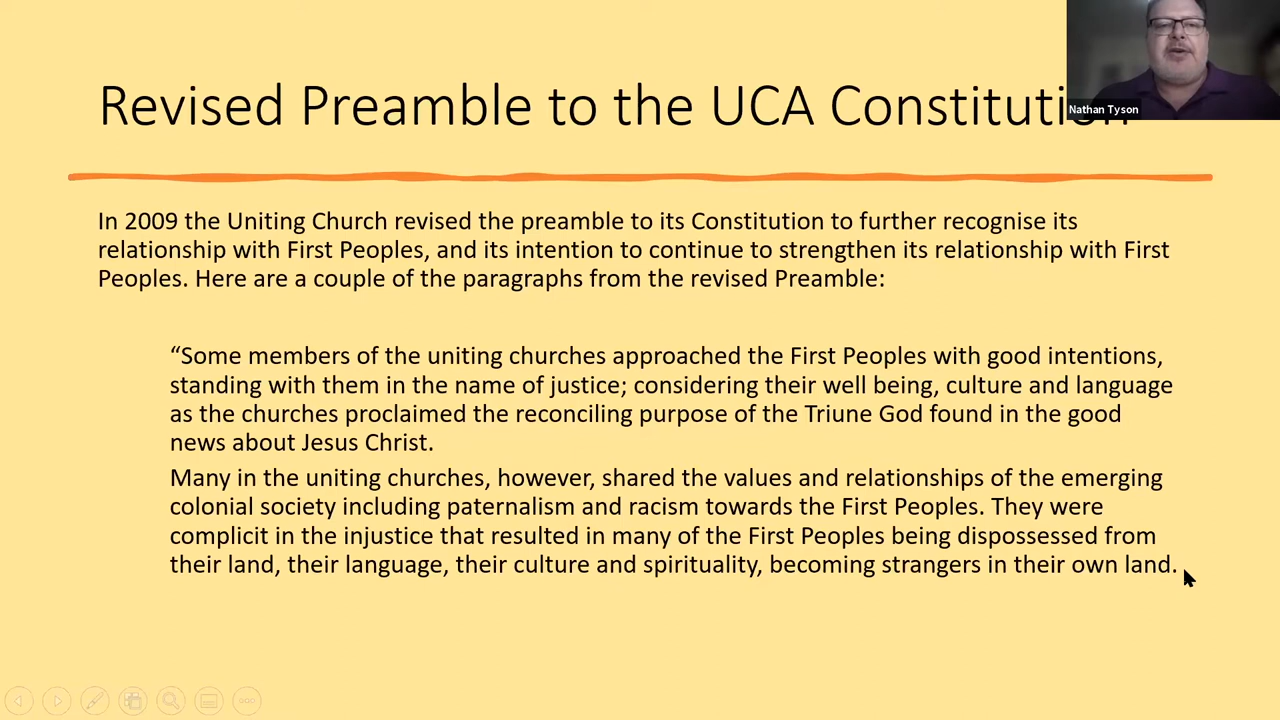 Revised Preamble to the UCA Constitution
Nathan Tyson
In 2009 the Uniting Church revised the preamble to its Constitution to further recognise its
relationship with First Peoples, and its intention to continue to strengthen its relationship with First
Peoples. Here are a couple of the paragraphs from the revised Preamble:
“Some members of the uniting churches approached the First Peoples with good intentions,
standing with them in the name of justice; considering their well being, culture and language
as the churches proclaimed the reconciling purpose of the Triune God found in the good
news about Jesus Christ.
Many in the uniting churches, however, shared the values and relationships of the emerging
colonial society including paternalism and racism towards the First Peoples. They were
complicit in the injustice that resulted in many of the First Peoples being dispossessed from
their land, their language, their culture and spirituality, becoming strangers in their own land.